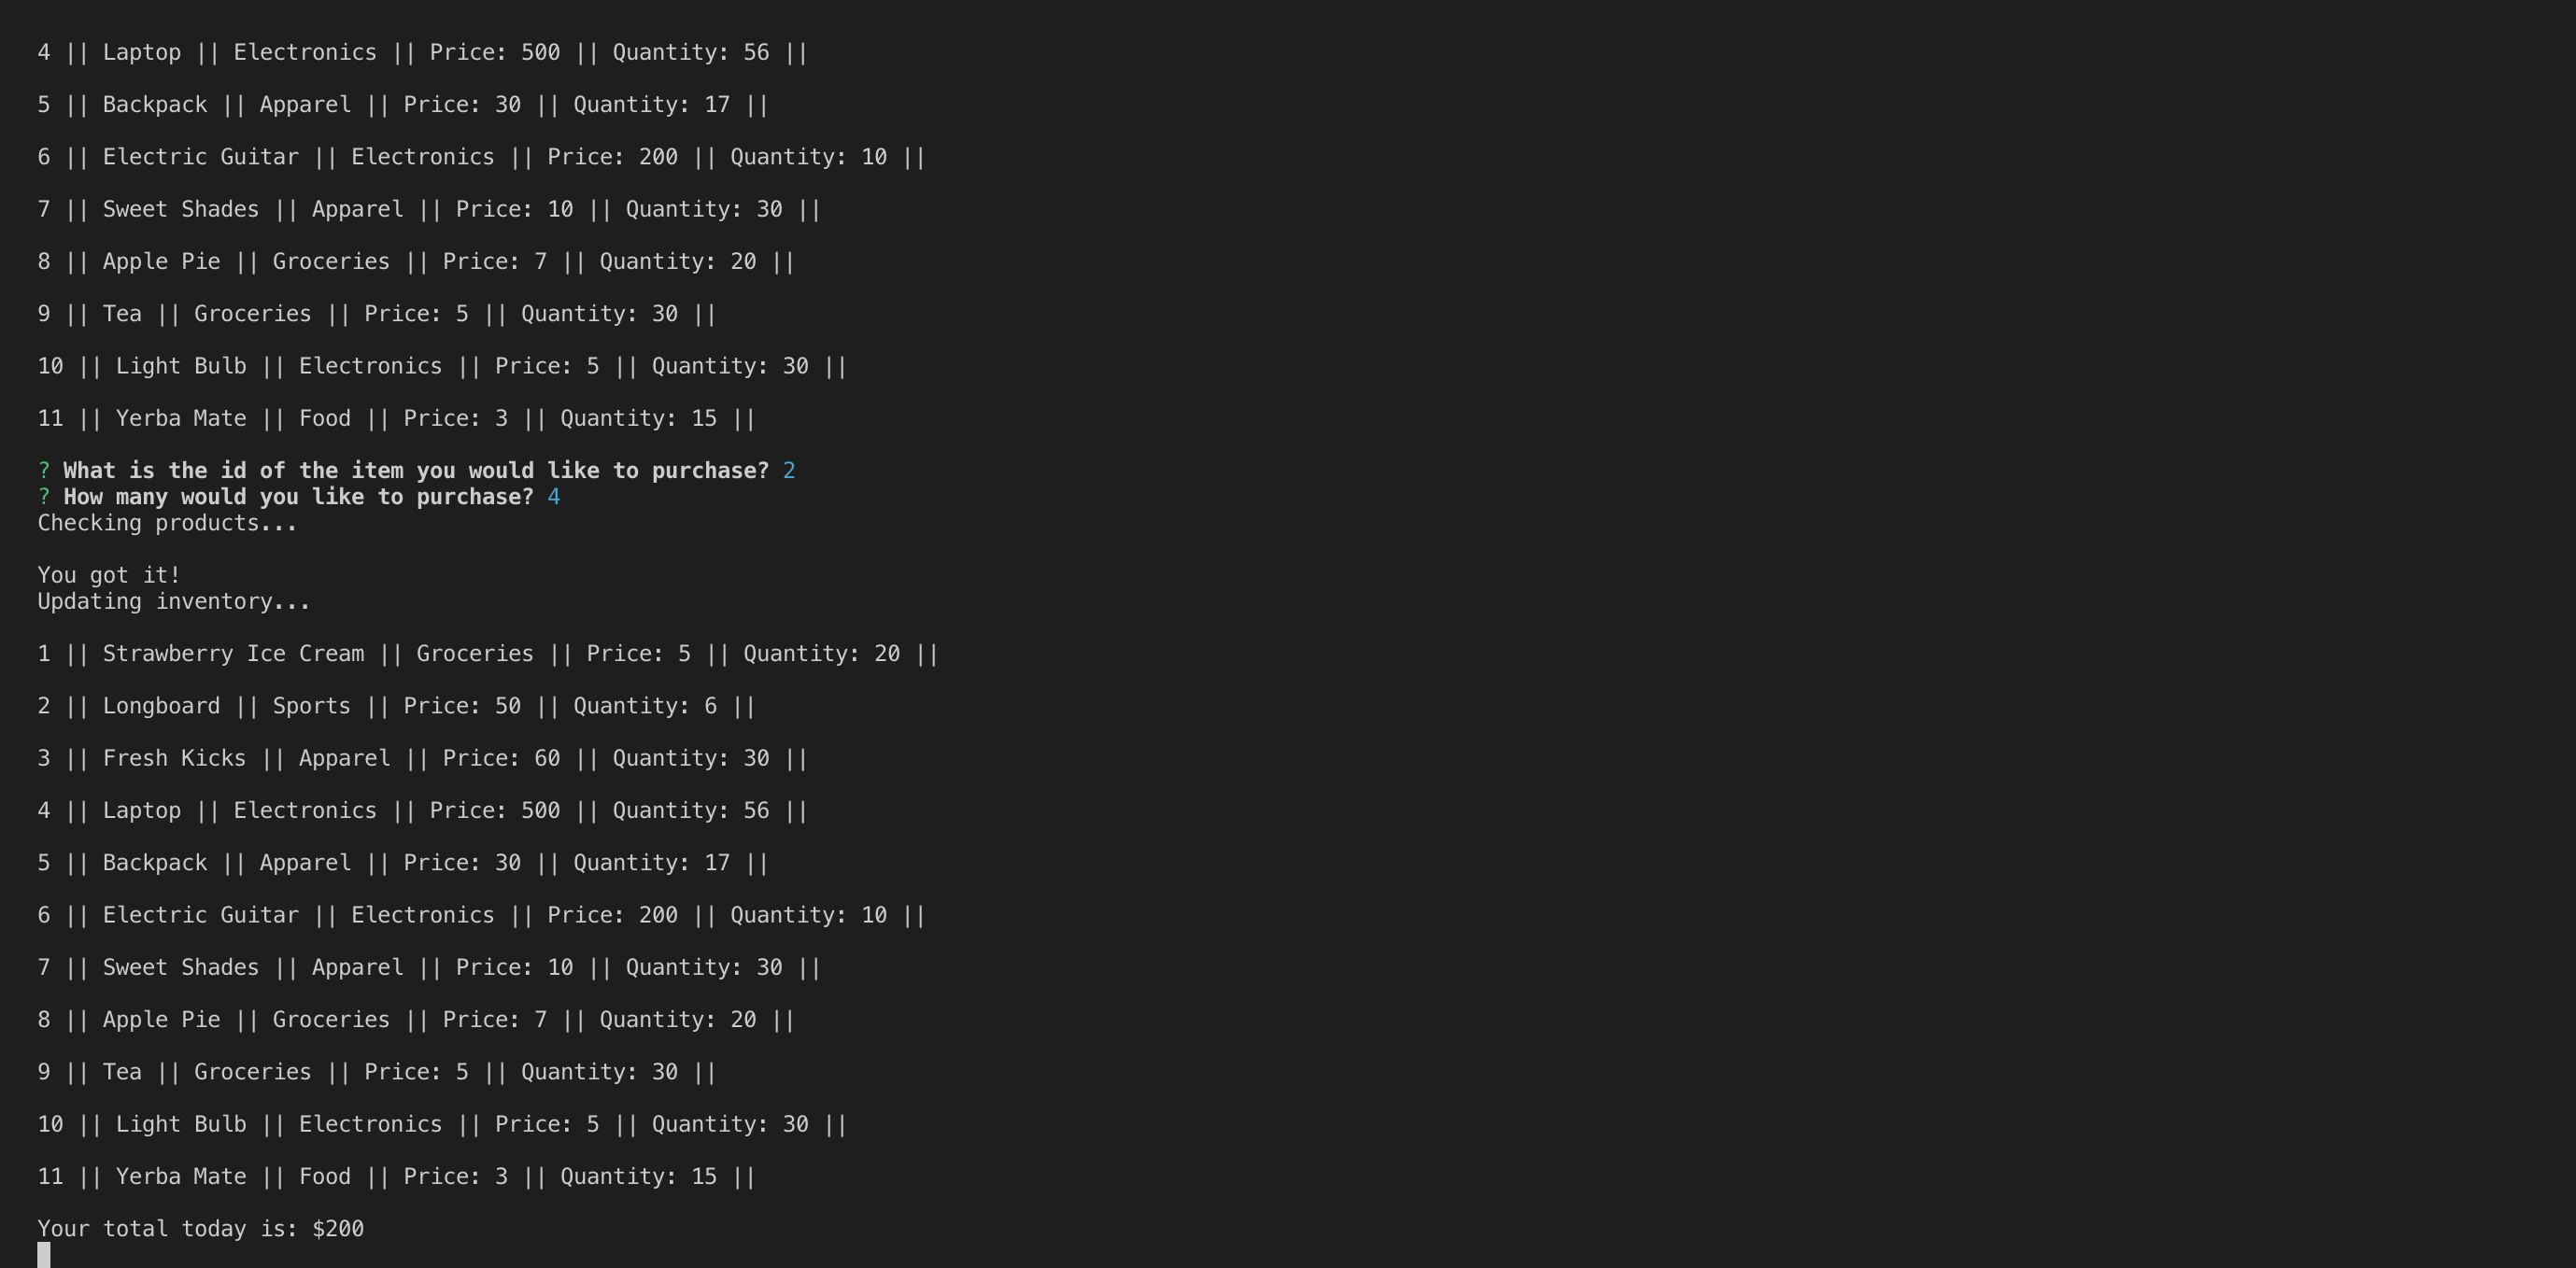 4 || Laptop || Electronics || Price: 500 || Quantity: 56 ||
5 || Backpack || Apparel || Price: 30 || Quantity: 17 ||
6 || Electric Guitar || Electronics || Price: 200 || Quantity: 10 ||
7 || Sweet Shades || Apparel || Price: 10 || Quantity: 30 ||
8 || Apple Pie || Groceries || Price: 7 || Quantity: 20 ||
9 || Tea || Groceries || Price: 5 || Quantity: 30 ||
10 || Light Bulb || Electronics || Price: 5 || Quantity: 30 ||
11 || Yerba Mate || Food || Price: 3 || Quantity: 15 ||
? What is the id of the item you would like to purchase? 2
? How many would you like to purchase? 4
Checking products...
You got it!
Updating inventory...
1 || Strawberry Ice Cream || Groceries || Price: 5 || Quantity: 20 ||
2 || Longboard || Sports || Price: 50 || Quantity: 6 ||
3 || Fresh Kicks || Apparel || Price: 60 || Quantity: 30 ||
4 || Laptop || Electronics || Price: 500 || Quantity: 56 ||
5 || Backpack || Apparel || Price: 30 || Quantity: 17 ||
6 || Electric Guitar || Electronics || Price: 200 || Quantity: 10 ||
7 || Sweet Shades || Apparel || Price: 10 || Quantity: 30 ||
8 || Apple Pie || Groceries || Price: 7 || Quantity: 20 ||
9 || Tea || Groceries || Price: 5 || Quantity: 30 ||
10 || Light Bulb || Electronics || Price: 5 || Quantity: 30 ||
11 || Yerba Mate || Food || Price: 3 || Quantity: 15 ||
Your total today is: $200